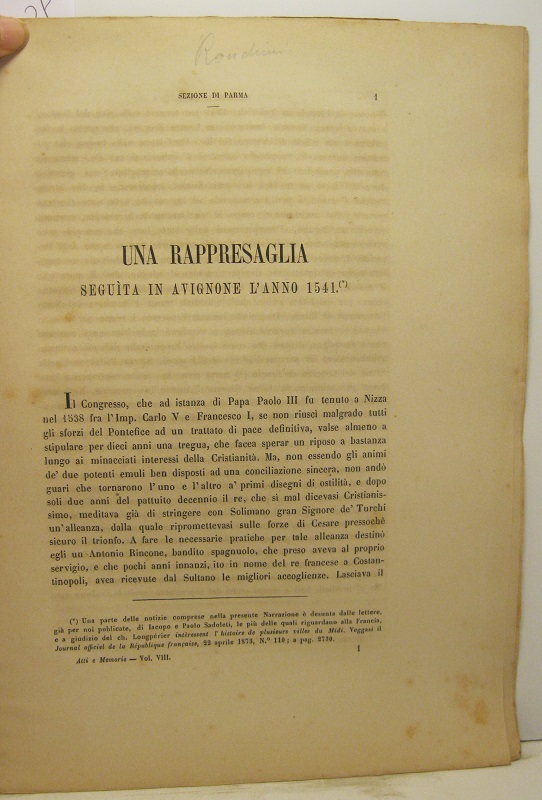 Ronchini.
SEZIONE DI PARMA 1
UNA RAPPRESAGLIA
SEGUÌTA IN AVIGNONE L'ANNO 1541.(*)
Il Congresso, che ad istanza di Papa Paolo III fu tenuto a Nizza
nel 1538 fra l'Imp. Carlo V e Francesco I, se non riuscì malgrado tutti
gli sforzi del Pontefice ad un trattato di pace definitiva, valse almeno a
stipulare per dieci anni una tregua, che facea sperar un riposo a bastanza
lungo ai minacciati interessi della Cristianità. Ma, non essendo gli animi
de' due potenti emuli ben disposti ad una conciliazione sincera, non andò
guari che tornarono l'uno e l'altro a' primi disegni di ostilità, e dopo
soli due anni del pattuito decennio il re, che si mal dicevasi Cristianis-
simo, meditava già di stringere con Solimano gran Signore de' Turchi
un'alleanza, dalla quale ripromettevasi sulle forze di Cesare pressochè
sicuro il trionfo. A fare le necessarie pratiche per tale alleanza destinò
egli un Antonio Rincone, bandito spagnuolo, che preso aveva al proprio
servigio, e che pochi anni innanzi, ito in nome del re francese a Costan-
tinopoli, avea ricevute dal Sultano le migliori accoglienze. Lasciava il
(*) Una parte delle notizie comprese nella presente Narrazione è desunta dalle lettere,
già per noi publicate, di Iacopo e Paolo Sadoleti, le più delle quali riguardano alla Francia,
e a giudizio del ch. Longpérier intéressent l'histoire de plusieurs villes du Midi. Veggasi il
Journal officiel de la République française, 22 aprile 1873, N.° 110; a pag. 2730.
Atti e Memorie — Vol. VIII. 1